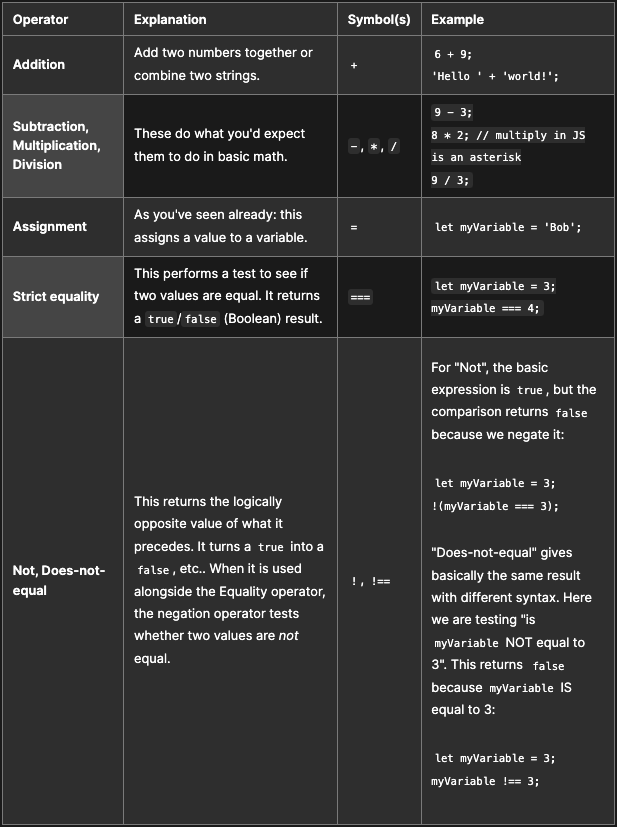 Operator Explanation Symbol(s) Example
Addition
Add two numbers together or
combine two strings.
+
6 + 9;
'Hello ' + 'world!';
Subtraction,
Multiplication,
Division
These do what you'd expect
them to do in basic math.
-, *, /
9 - 3;
8 * 2; // multiply in JS
is an asterisk
9 / 3;
Assignment
As you've seen already: this
assigns a value to a variable.
=
let myVariable = 'Bob';
Strict equality
This performs a test to see if
two values are equal. It returns
a true/false (Boolean) result.
===
let myVariable = 3;
myVariable === 4;
Not, Does-not-
equal
This returns the logically
opposite value of what it
precedes. It turns a true into a
false, etc.. When it is used
alongside the Equality operator,
the negation operator tests
whether two values are not
equal.
!, !==
For "Not", the basic
expression is true, but the
comparison returns false
because we negate it:
let myVariable = 3;
!(myVariable === 3);
"Does-not-equal" gives
basically the same result
with different syntax. Here
we are testing "is
myVariable NOT equal to
3". This returns false
because myVariable IS
equal to 3:
let myVariable = 3;
myVariable !== 3;